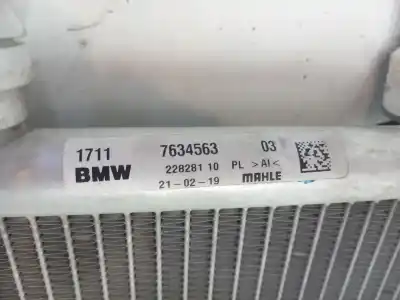 1711 7634563 03
BMW 228281 10 PL >Al<
21-02-19 MAHLE